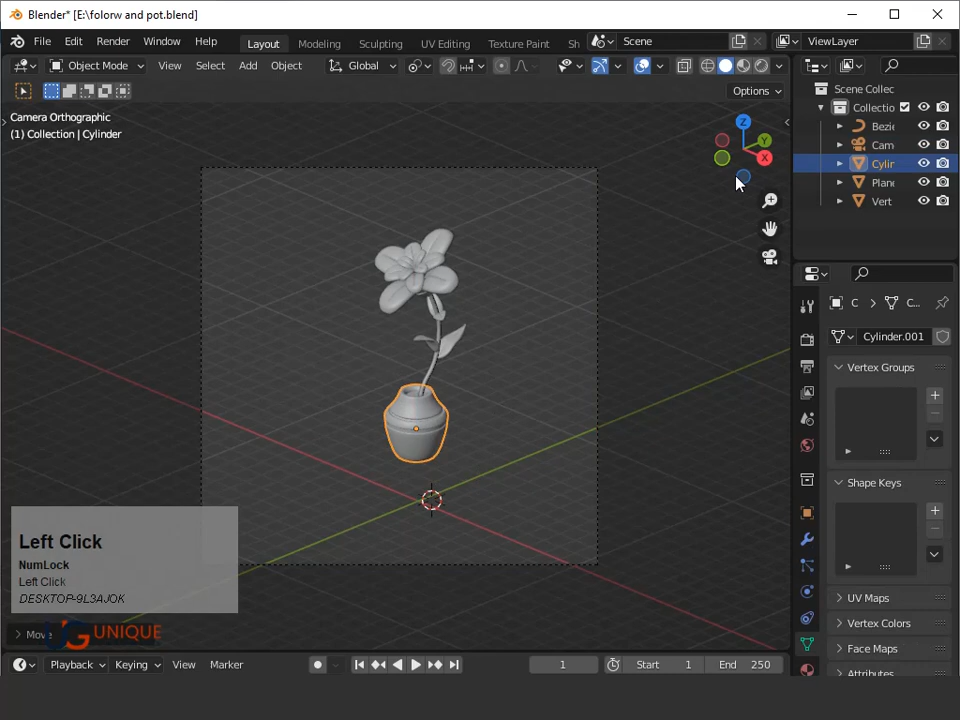 Blender* [E:\folorw and pot.blend]
File Edit Render Window Help Layout Modeling Sculpting UV Editing Texture Paint Sh Scene ViewLayer
Object Mode View Select Add Object Global
Options
Camera Orthographic
(1) Collection | Cylinder
Z
Y
X
Scene Collec
Collectio
Bezie
Cam
Cylin
Plane
Vert
C > C...
Cylinder.001
Vertex Groups
Shape Keys
UV Maps
Vertex Colors
Face Maps
Attributes
Left Click
NumLock
Left Click
DESKTOP-9L3AJOK
Move
UG UNIQUE
Playback Keying View Marker 1 Start 1 End 250